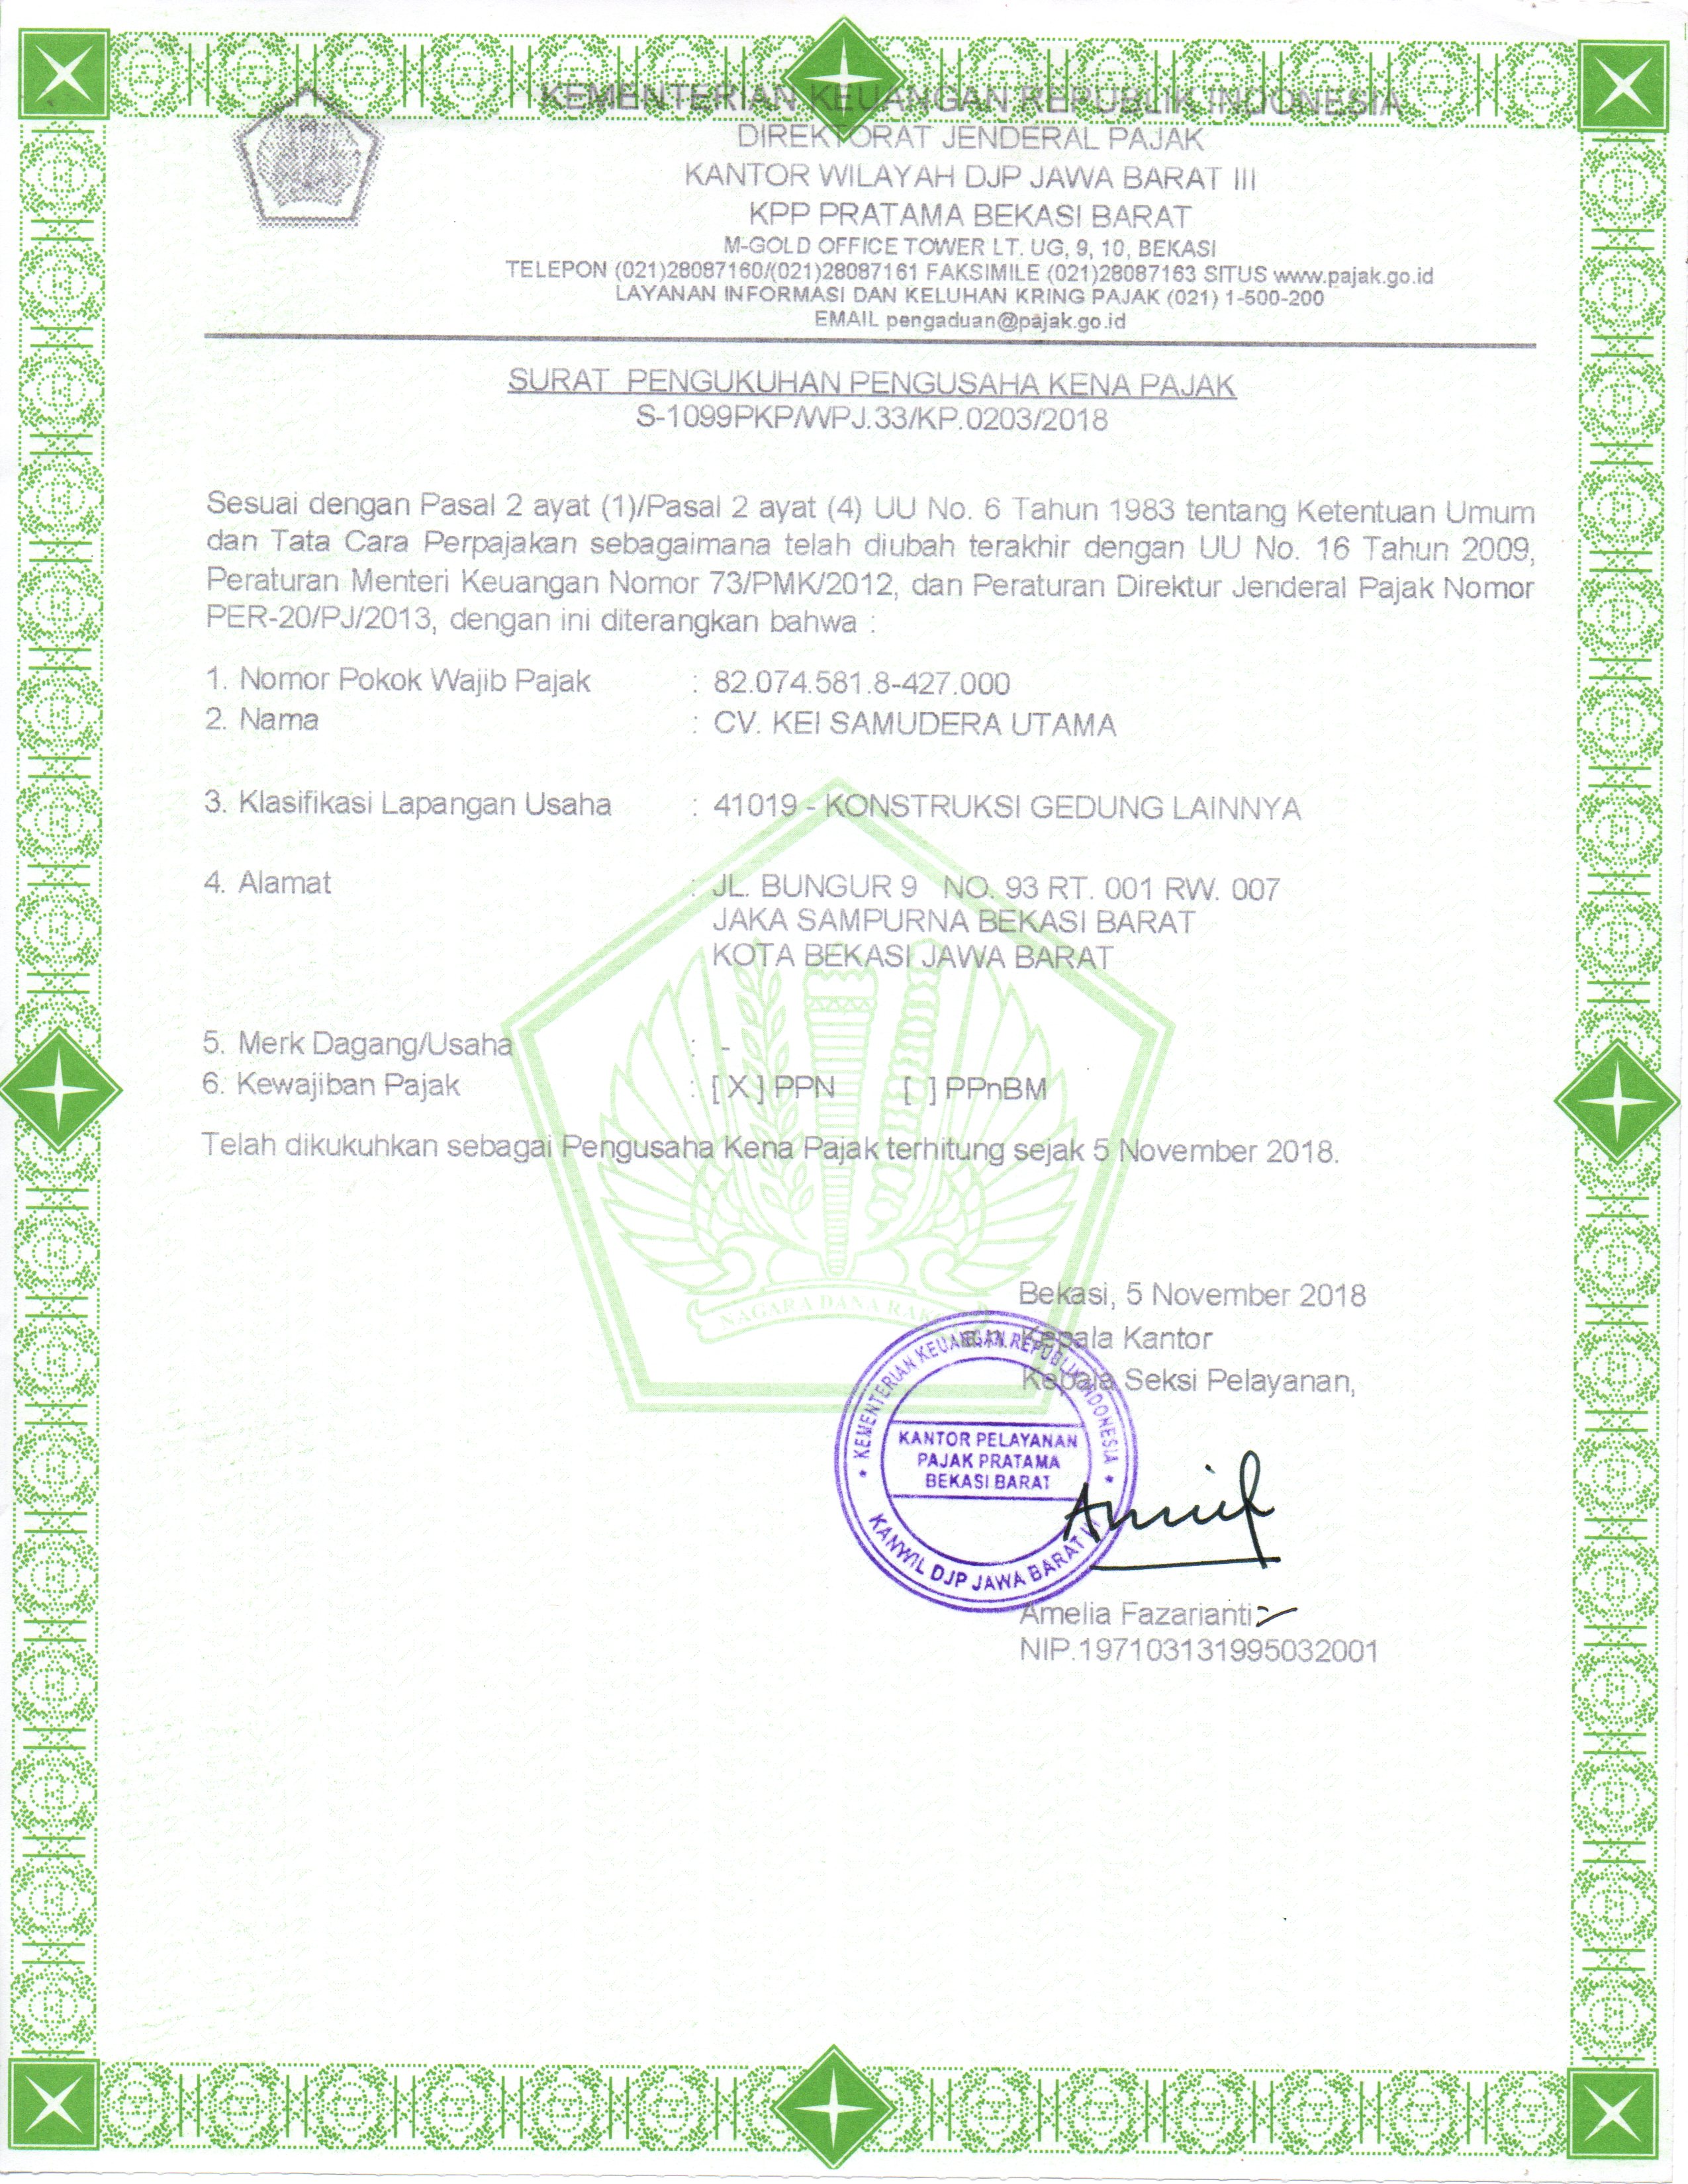 KEMENTERIAN KEUANGAN REPUBLIK INDONESIA
DIREKTORAT JENDERAL PAJAK
KANTOR WILAYAH DJP JAWA BARAT III
KPP PRATAMA BEKASI BARAT
M-GOLD OFFICE TOWER LT. UG, 9, 10, BEKASI
TELEPON (021)28087160/(021)28087161 FAKSIMILE (021)28087163 SITUS www.pajak.go.id
LAYANAN INFORMASI DAN KELUHAN KRING PAJAK (021) 1-500-200
EMAIL pengaduan@pajak.go.id
SURAT PENGUKUHAN PENGUSAHA KENA PAJAK
S-1099PKP/WPJ.33/KP.0203/2018
Sesuai dengan Pasal 2 ayat (1)/Pasal 2 ayat (4) UU No. 6 Tahun 1983 tentang Ketentuan Umum
dan Tata Cara Perpajakan sebagaimana telah diubah terakhir dengan UU No. 16 Tahun 2009,
Peraturan Menteri Keuangan Nomor 73/PMK/2012, dan Peraturan Direktur Jenderal Pajak Nomor
PER-20/PJ/2013, dengan ini diterangkan bahwa :
1. Nomor Pokok Wajib Pajak : 82.074.581.8-427.000
2. Nama : CV. KEI SAMUDERA UTAMA
3. Klasifikasi Lapangan Usaha : 41019 - KONSTRUKSI GEDUNG LAINNYA
4. Alamat : JL. BUNGUR 9 NO. 93 RT. 001 RW. 007
JAKA SAMPURNA BEKASI BARAT
KOTA BEKASI JAWA BARAT
5. Merk Dagang/Usaha : -
6. Kewajiban Pajak : [ X ] PPN [ ] PPnBM
Telah dikukuhkan sebagai Pengusaha Kena Pajak terhitung sejak 5 November 2018.
NAGARA DANA
Bekasi, 5 November 2018
Kepala Kantor
Kepala Seksi Pelayanan,
KEMENTERIAN KEUANGAN REPUBLIK INDONESIA
KANTOR PELAYANAN
PAJAK PRATAMA
BEKASI BARAT
KANWIL DJP JAWA BARAT III
Amelia Fazarianti
NIP.197103131995032001